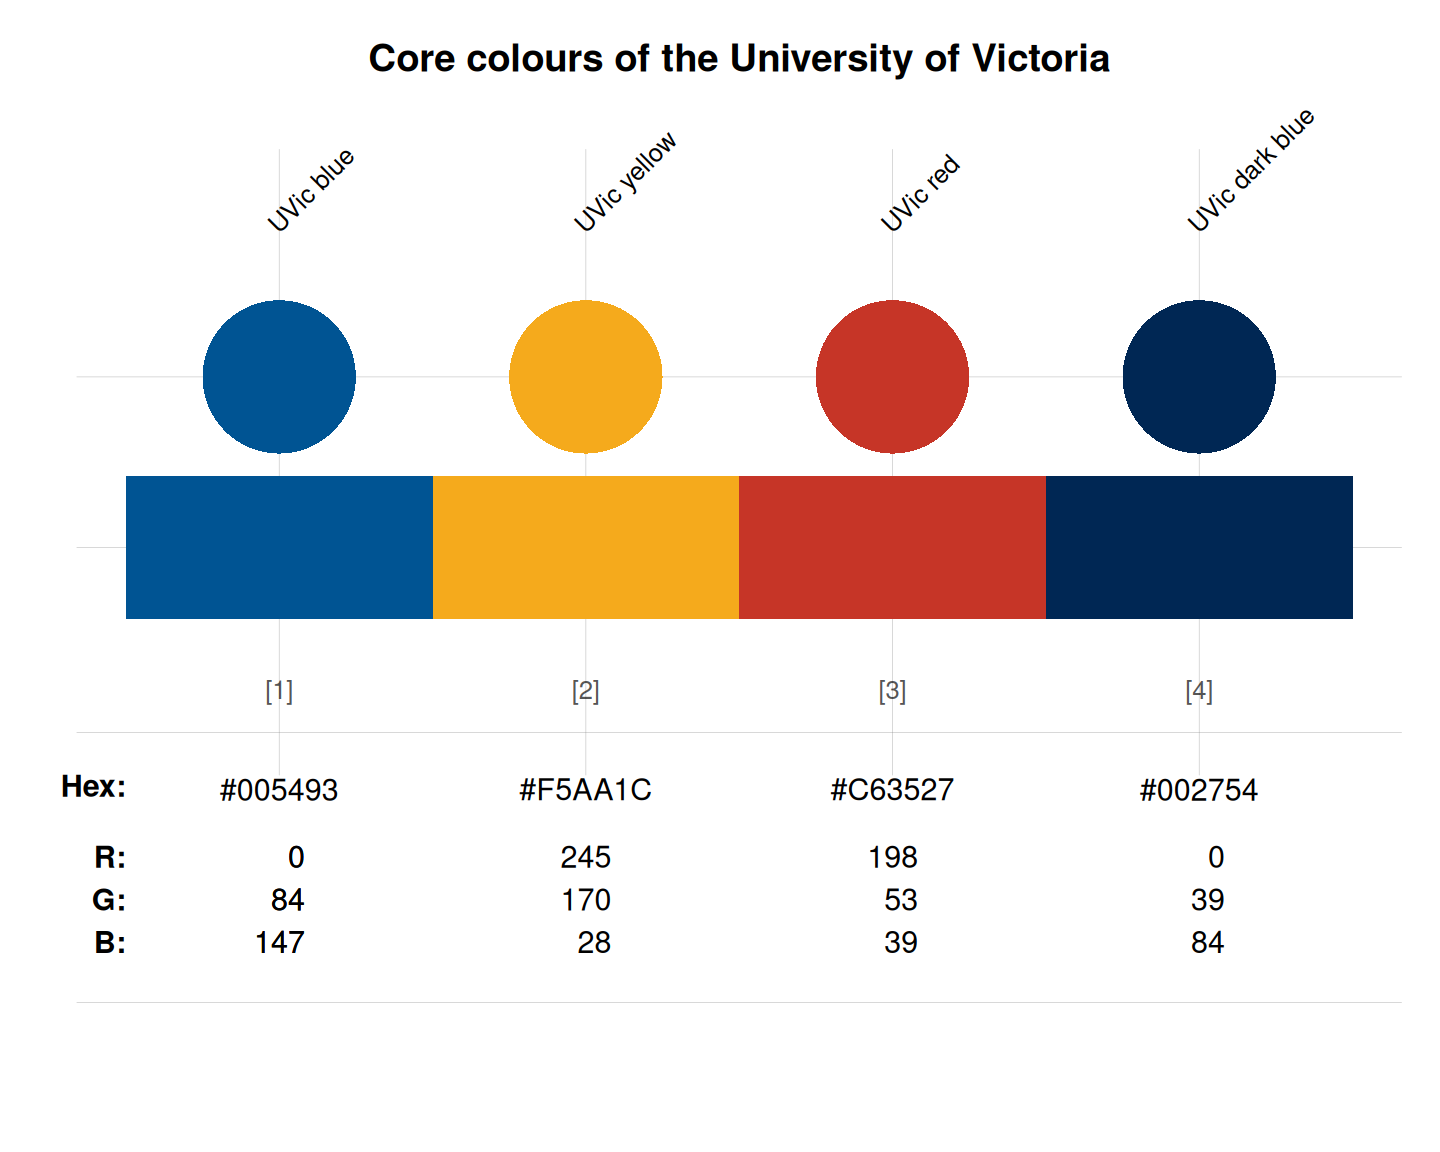 Core colours of the University of Victoria
UVic blue
UVic yellow
UVic red
UVic dark blue
[1] [2] [3] [4]
Hex: #005493 #F5AA1C #C63527 #002754
R: 0 245 198 0
G: 84 170 53 39
B: 147 28 39 84